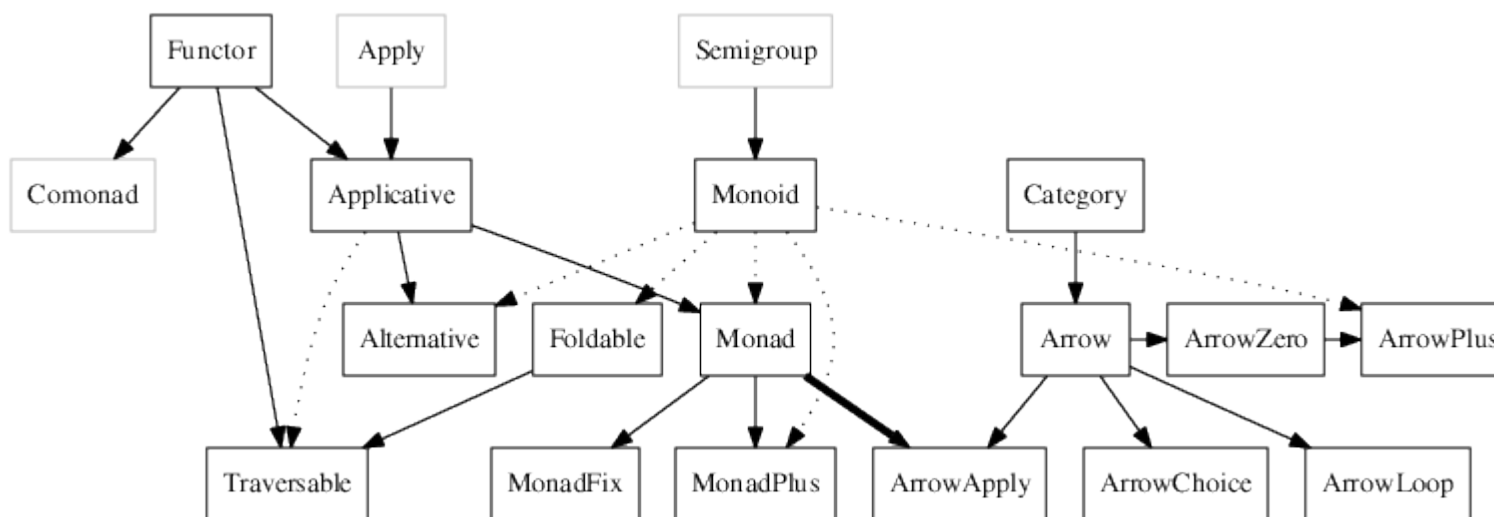 Functor
Apply
Semigroup
Comonad
Applicative
Monoid
Category
Alternative
Foldable
Monad
Arrow
ArrowZero
ArrowPlus
Traversable
MonadFix
MonadPlus
ArrowApply
ArrowChoice
ArrowLoop